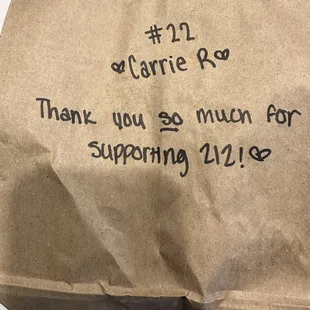 #22
♥Carrie R♥
Thank you so much for
supporting 212!♥